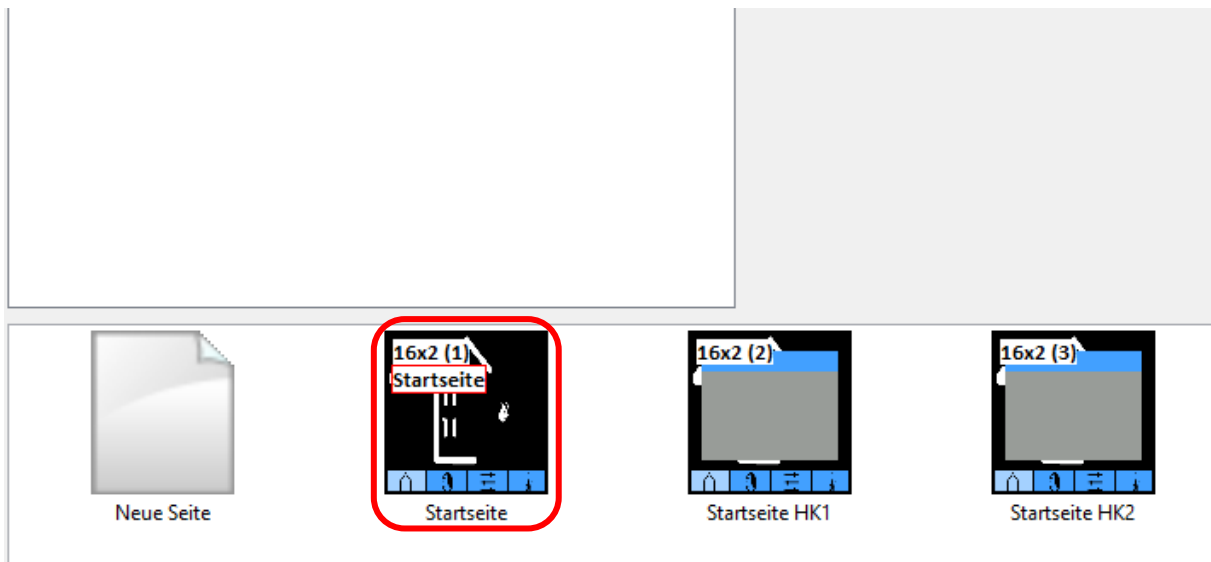 16x2 (1)
Startseite
16x2 (2)
16x2 (3)
Neue Seite
Startseite
Startseite HK1
Startseite HK2